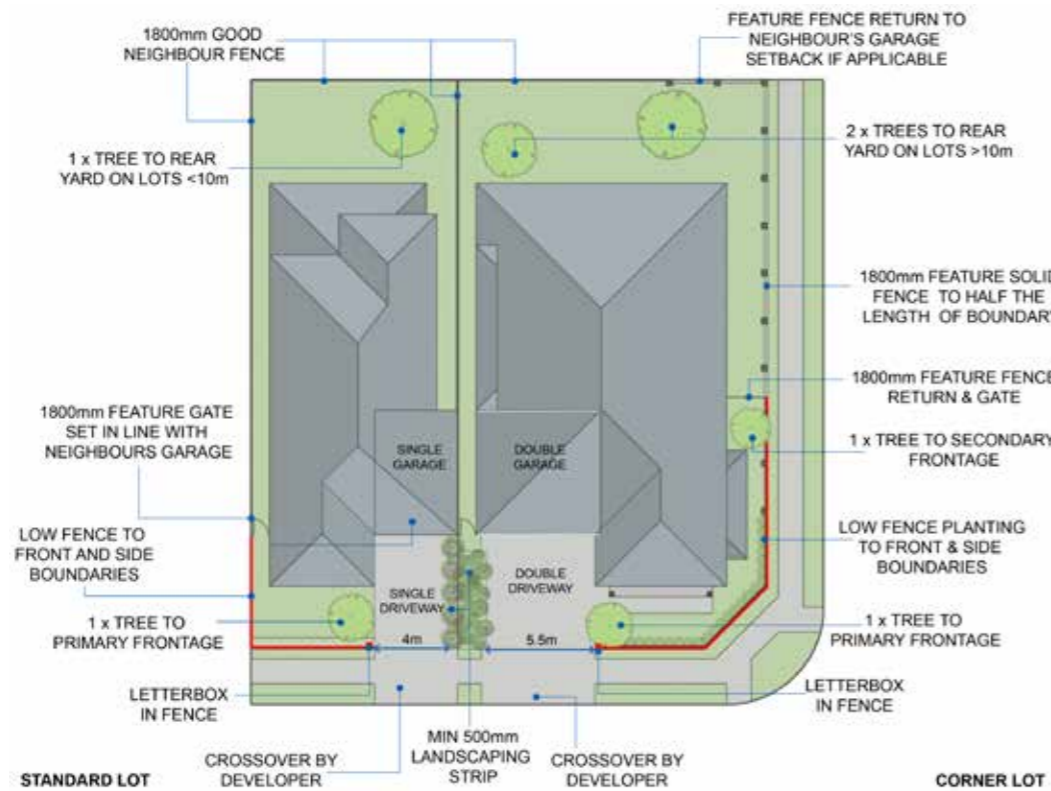 1800mm GOOD
NEIGHBOUR FENCE
FEATURE FENCE RETURN TO
NEIGHBOUR'S GARAGE
SETBACK IF APPLICABLE
1 x TREE TO REAR
YARD ON LOTS <10m
2 x TREES TO REAR
YARD ON LOTS >10m
1800mm FEATURE SOLID
FENCE TO HALF THE
LENGTH OF BOUNDARY
1800mm FEATURE FENCE
RETURN & GATE
1800mm FEATURE GATE
SET IN LINE WITH
NEIGHBOURS GARAGE
1 x TREE TO SECONDARY
FRONTAGE
SINGLE
GARAGE
DOUBLE
GARAGE
LOW FENCE TO
FRONT AND SIDE
BOUNDARIES
LOW FENCE PLANTING
TO FRONT & SIDE
BOUNDARIES
SINGLE
DRIVEWAY
DOUBLE
DRIVEWAY
1 x TREE TO
PRIMARY FRONTAGE
4m
5.5m
1 x TREE TO
PRIMARY FRONTAGE
LETTERBOX
IN FENCE
LETTERBOX
IN FENCE
MIN 500mm
LANDSCAPING
STRIP
CROSSOVER BY
DEVELOPER
CROSSOVER BY
DEVELOPER
STANDARD LOT
CORNER LOT